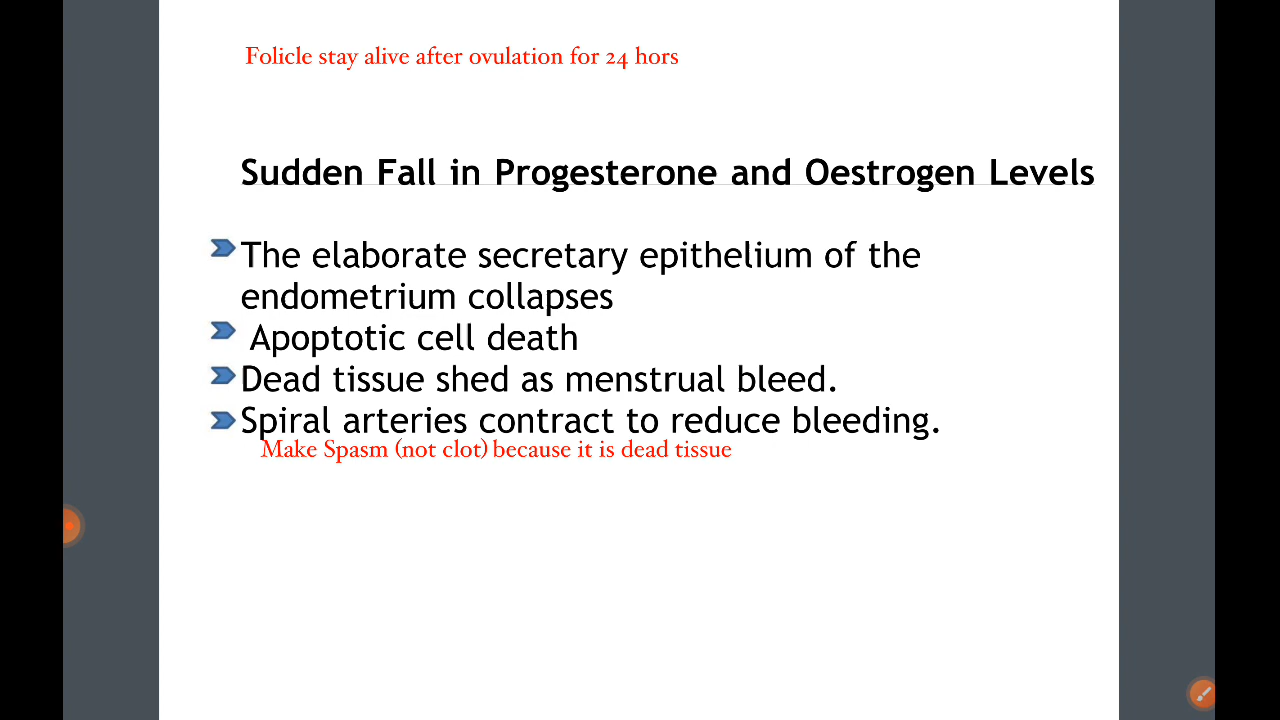 Folicle stay alive after ovulation for 24 hors
Sudden Fall in Progesterone and Oestrogen Levels
The elaborate secretary epithelium of the
endometrium collapses
Apoptotic cell death
Dead tissue shed as menstrual bleed.
Spiral arteries contract to reduce bleeding.
Make Spasm (not clot) because it is dead tissue